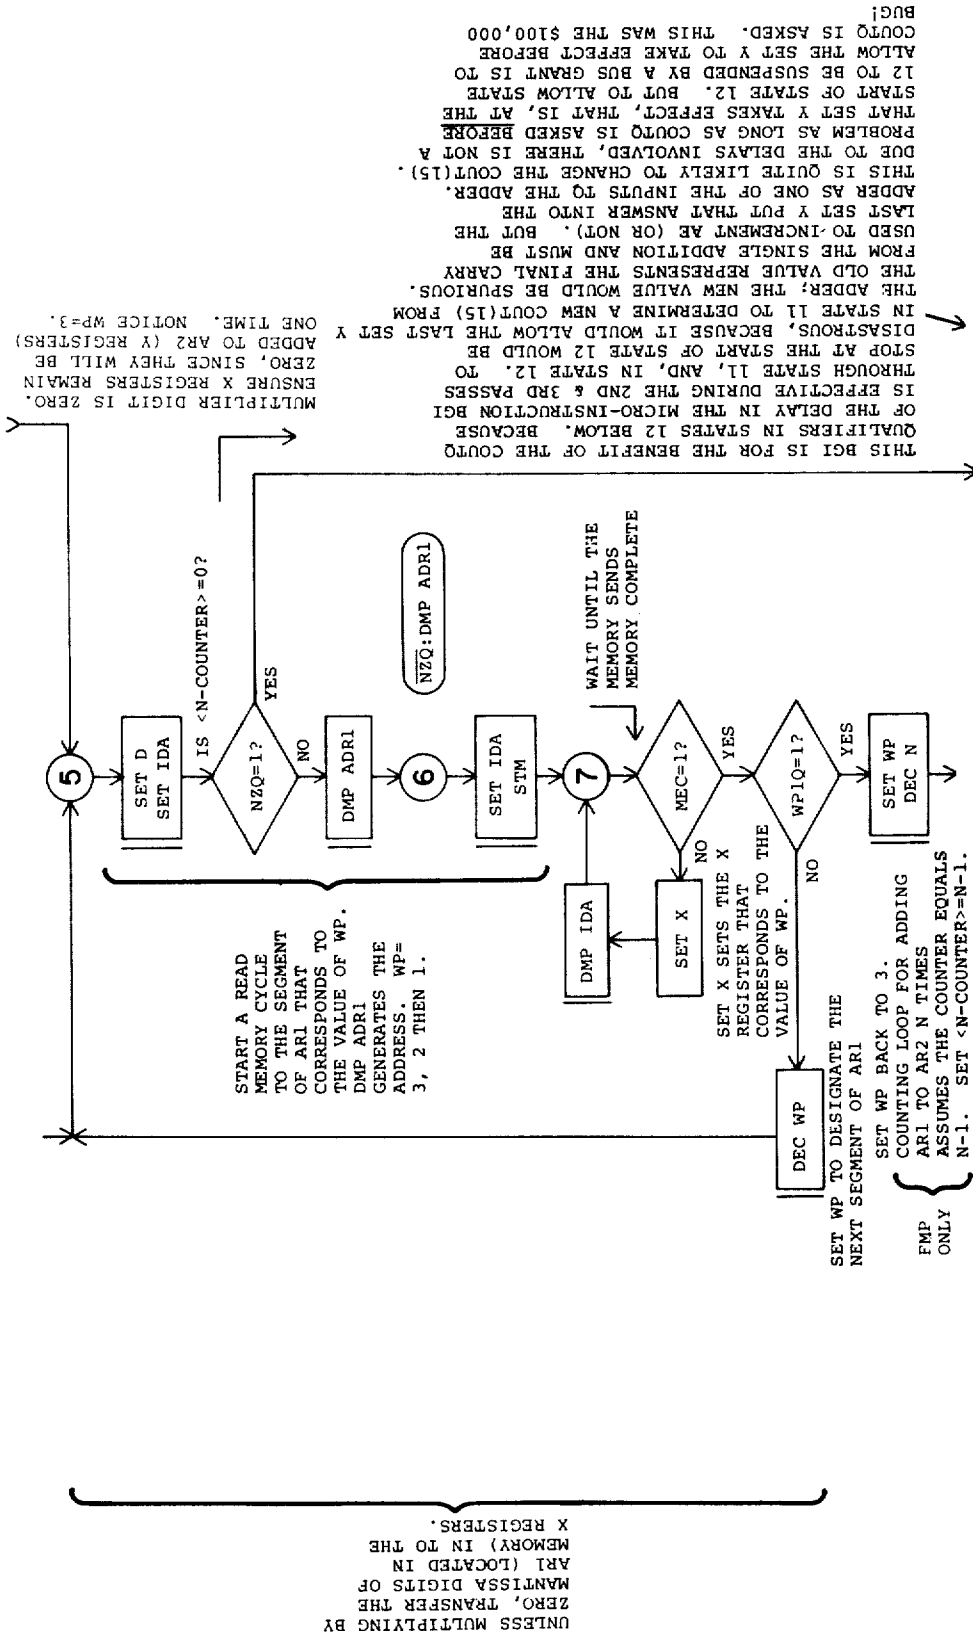 MULTIPLIER DIGIT IS ZERO.
ENSURE X REGISTERS REMAIN
ZERO, SINCE THEY WILL BE
ADDED TO AR2 (Y REGISTERS)
ONE TIME. NOTICE WP=3.
THIS BGI IS FOR THE BENEFIT OF THE COUTQ
QUALIFIERS IN STATES 12 BELOW. BECAUSE
OF THE DELAY IN THE MICRO-INSTRUCTION BGI
IS EFFECTIVE DURING THE 2ND & 3RD PASSES
THROUGH STATE 11, AND, IN STATE 12. TO
STOP AT THE START OF STATE 12 WOULD BE
DISASTROUS, BECAUSE IT WOULD ALLOW THE LAST SET Y
IN STATE 11 TO DETERMINE A NEW COUT(15) FROM
THE ADDER; THE NEW VALUE WOULD BE SPURIOUS.
THE OLD VALUE REPRESENTS THE FINAL CARRY
FROM THE SINGLE ADDITION AND MUST BE
USED TO INCREMENT AE (OR NOT). BUT THE
LAST SET Y PUT THAT ANSWER INTO THE
ADDER AS ONE OF THE INPUTS TO THE ADDER.
THIS IS QUITE LIKELY TO CHANGE THE COUT(15).
DUE TO THE DELAYS INVOLVED, THERE IS NOT A
PROBLEM AS LONG AS COUTQ IS ASKED BEFORE
THAT SET Y TAKES EFFECT, THAT IS, AT THE
START OF STATE 12. BUT TO ALLOW STATE
12 TO BE SUSPENDED BY A BUS GRANT IS TO
ALLOW THE SET Y TO TAKE EFFECT BEFORE
COUTQ IS ASKED. THIS WAS THE $100,000
BUG!
5
SET D
SET IDA
IS <N-COUNTER>=0?
NZQ=1?
YES
NO
DMP ADR1
6
NZQ:DMP ADR1
SET IDA
STM
START A READ
MEMORY CYCLE
TO THE SEGMENT
OF AR1 THAT
CORRESPONDS TO
THE VALUE OF WP.
DMP ADR1
GENERATES THE
ADDRESS. WP=
3, 2 THEN 1.
7
WAIT UNTIL THE
MEMORY SENDS
MEMORY COMPLETE
DMP IDA
MEC=1?
NO
YES
SET X
SET X SETS THE X
REGISTER THAT
CORRESPONDS TO THE
VALUE OF WP.
WP1Q=1?
NO
YES
DEC WP
SET WP TO DESIGNATE THE
NEXT SEGMENT OF AR1
SET WP
DEC N
SET WP BACK TO 3.
FMP
ONLY
COUNTING LOOP FOR ADDING
AR1 TO AR2 N TIMES
ASSUMES THE COUNTER EQUALS
N-1. SET <N-COUNTER>=N-1.
UNLESS MULTIPLYING BY
ZERO, TRANSFER THE
MANTISSA DIGITS OF
AR1 (LOCATED IN
MEMORY) IN TO THE
X REGISTERS.